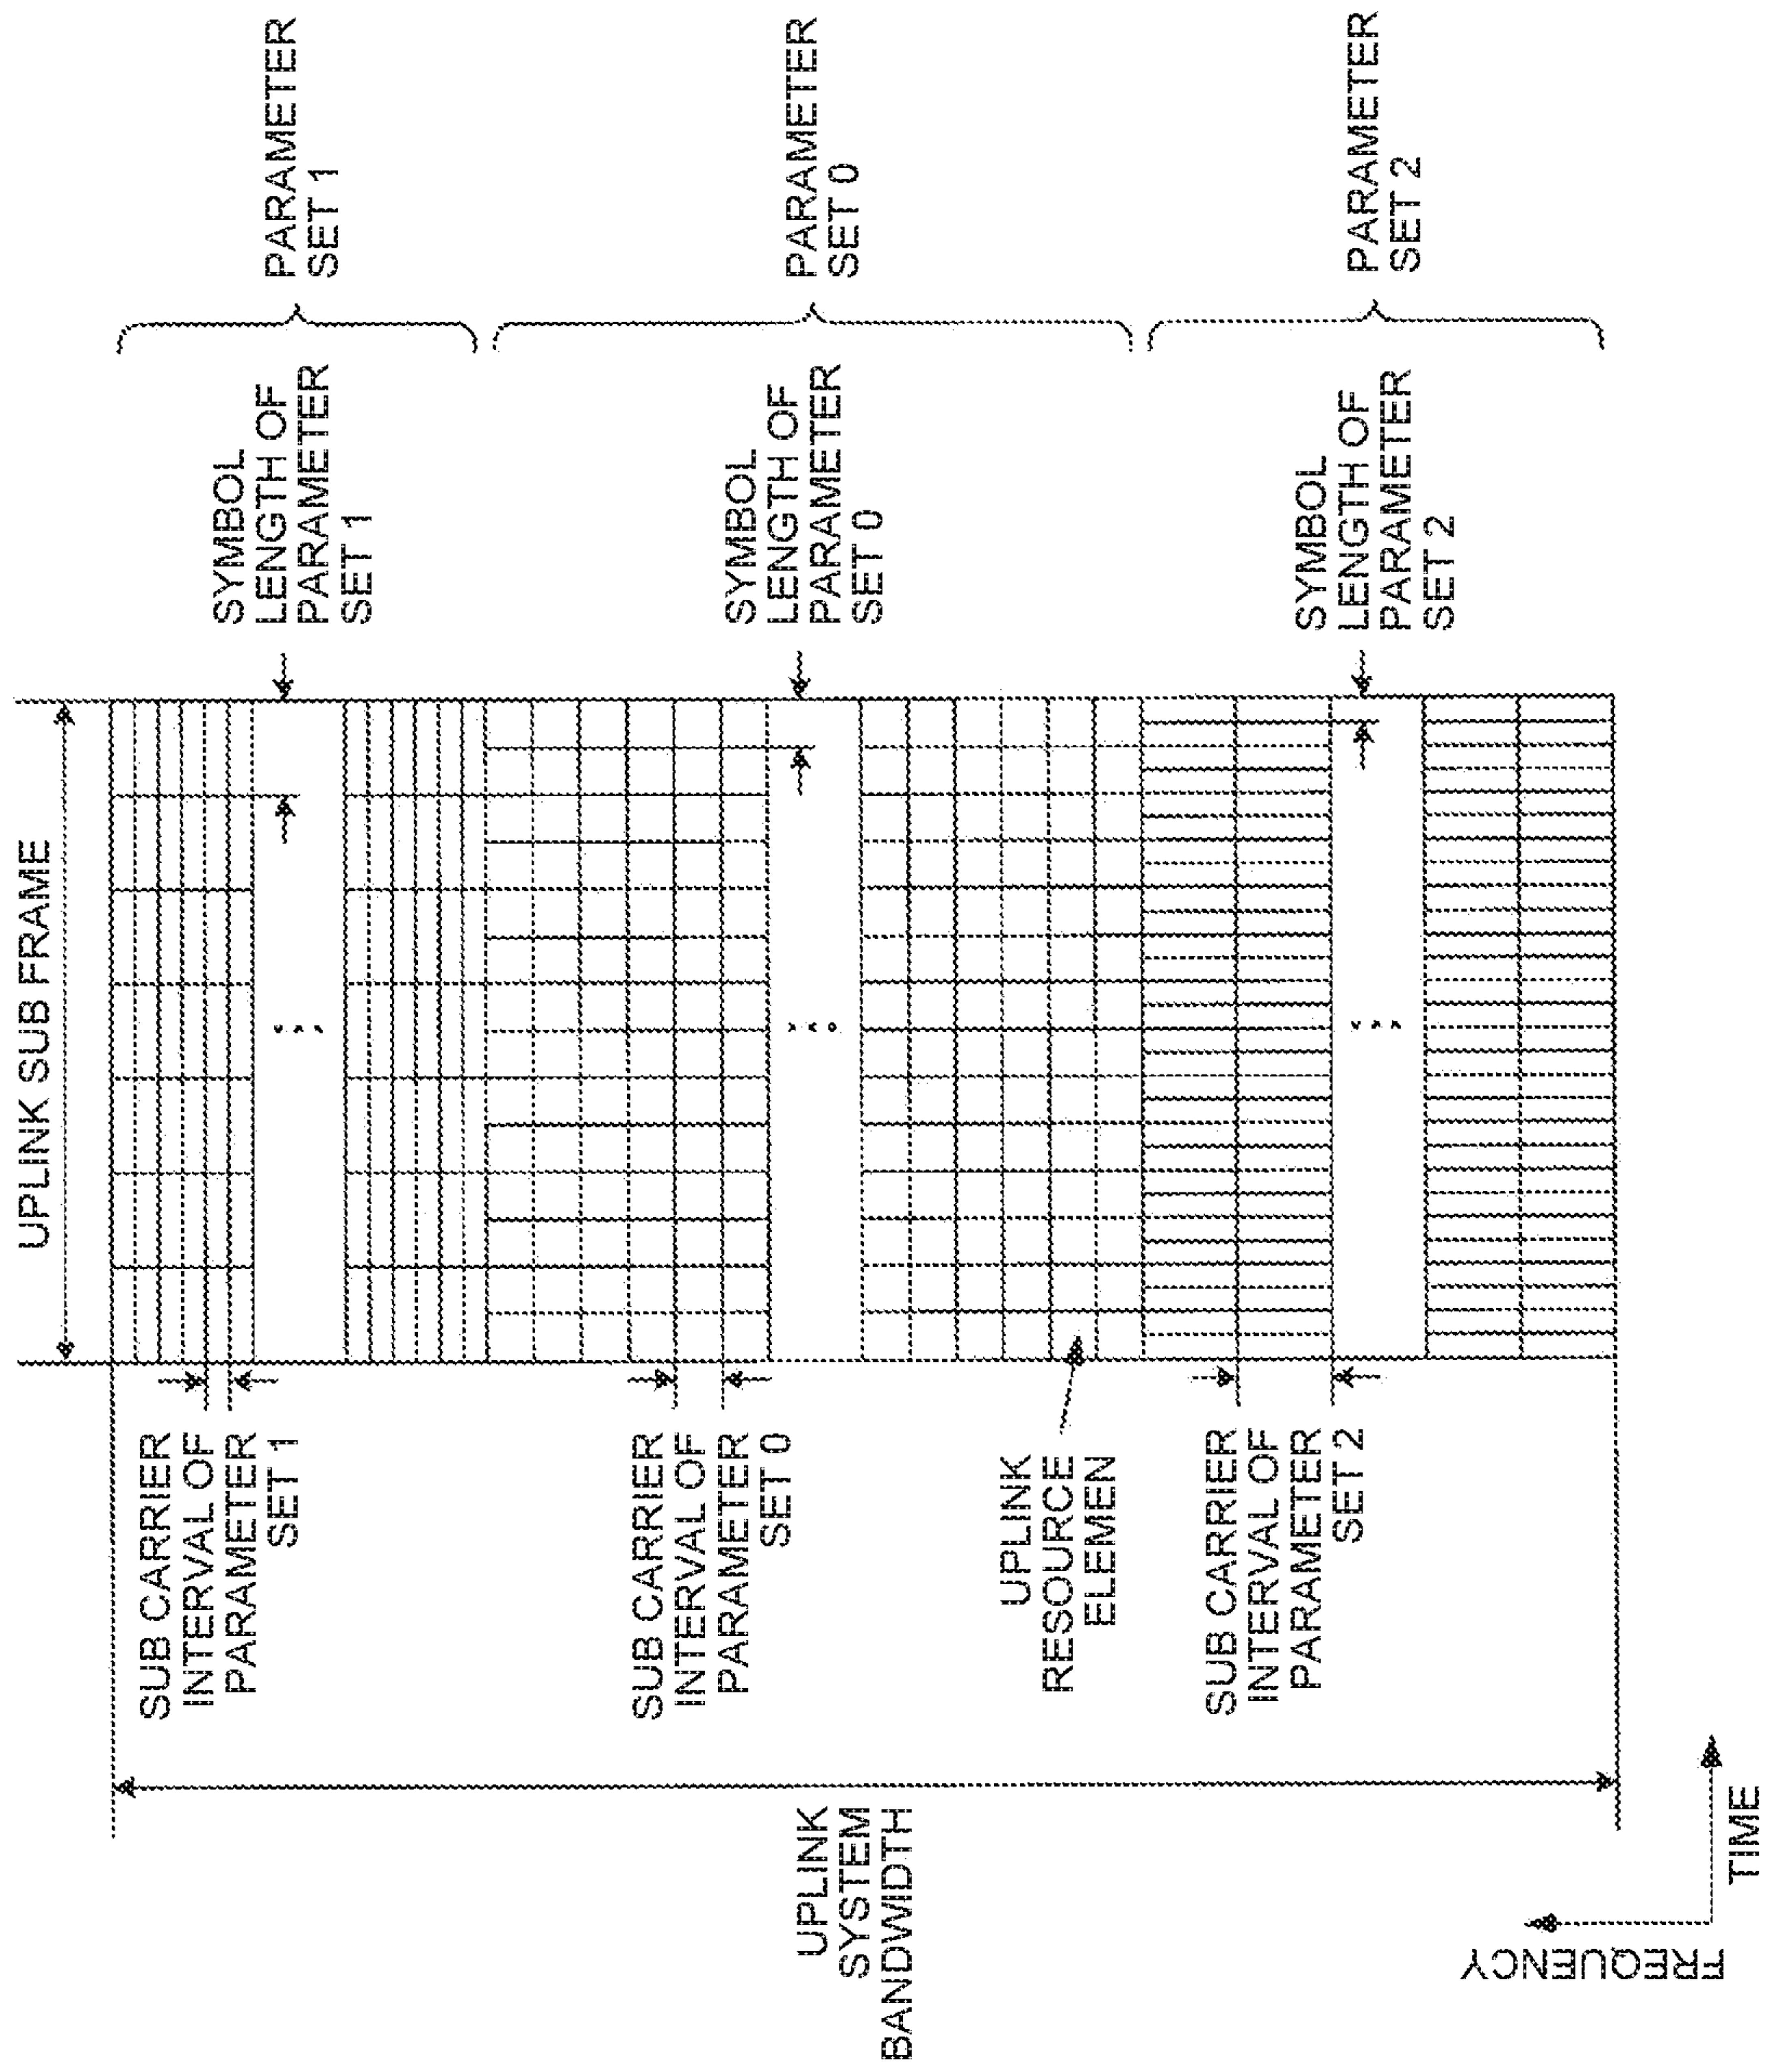 UPLINK SUB FRAME
SUB CARRIER
INTERVAL OF
PARAMETER
SET 1
SYMBOL
LENGTH OF
PARAMETER
SET 1
PARAMETER
SET 1
SUB CARRIER
INTERVAL OF
PARAMETER
SET 0
SYMBOL
LENGTH OF
PARAMETER
SET 0
PARAMETER
SET 0
UPLINK
SYSTEM
BANDWIDTH
UPLINK
RESOURCE
ELEMEN
SUB CARRIER
INTERVAL OF
PARAMETER
SET 2
SYMBOL
LENGTH OF
PARAMETER
SET 2
PARAMETER
SET 2
FREQUENCY
TIME